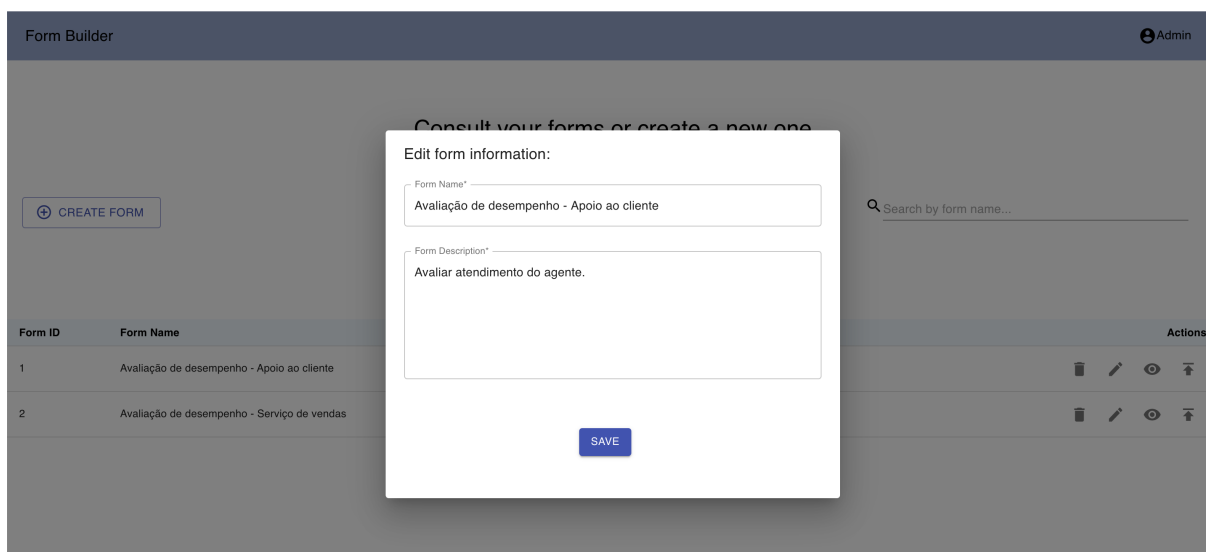 Form Builder
Admin
Consult your forms or create a new one
Edit form information:
Form Name*
Avaliação de desempenho - Apoio ao cliente
CREATE FORM
Search by form name...
Form Description*
Avaliar atendimento do agente.
Form ID Form Name Actions
1 Avaliação de desempenho - Apoio ao cliente
2 Avaliação de desempenho - Serviço de vendas
SAVE